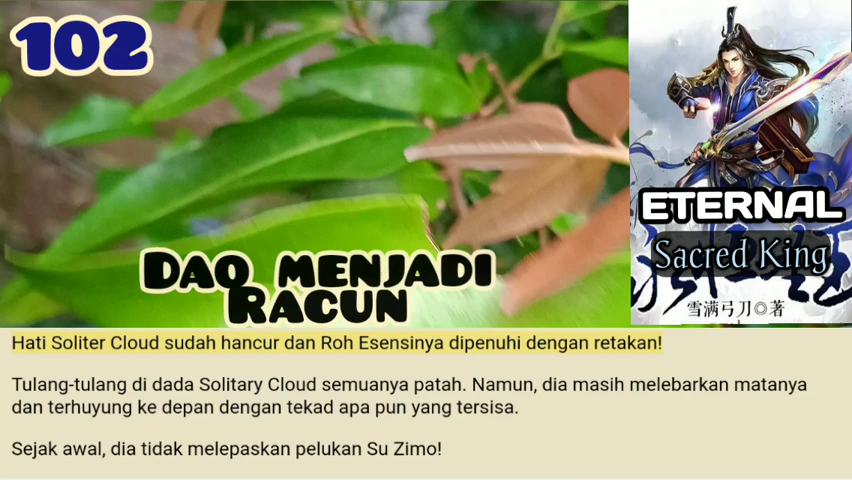 102
DAO MENJADI
RACUN
ETERNAL
Sacred King
雪满弓刀◎著
Hati Soliter Cloud sudah hancur dan Roh Esensinya dipenuhi dengan retakan!
Tulang-tulang di dada Solitary Cloud semuanya patah. Namun, dia masih melebarkan matanya
dan terhuyung ke depan dengan tekad apa pun yang tersisa.
Sejak awal, dia tidak melepaskan pelukan Su Zimo!